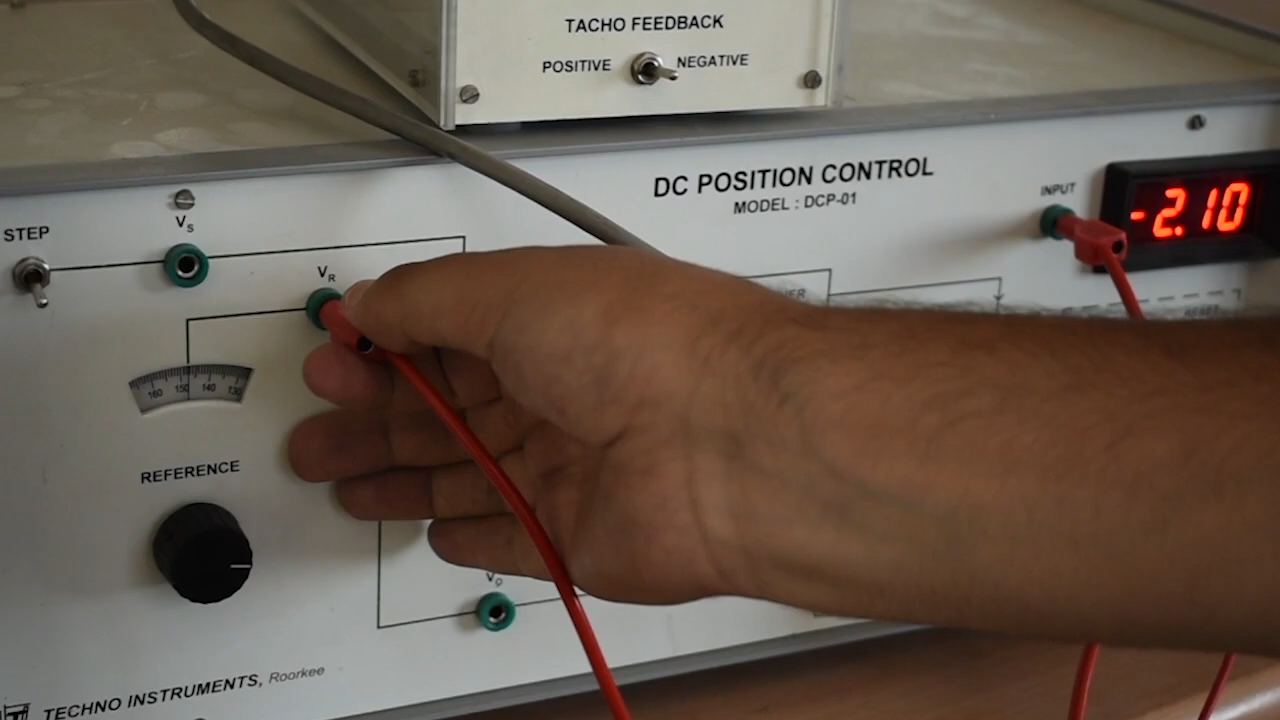 TACHO FEEDBACK
POSITIVE NEGATIVE
DC POSITION CONTROL
MODEL : DCP-01
INPUT
-2.10
STEP
VS
VR
160 150 140 130
REFERENCE
VO
TECHNO INSTRUMENTS, Roorkee